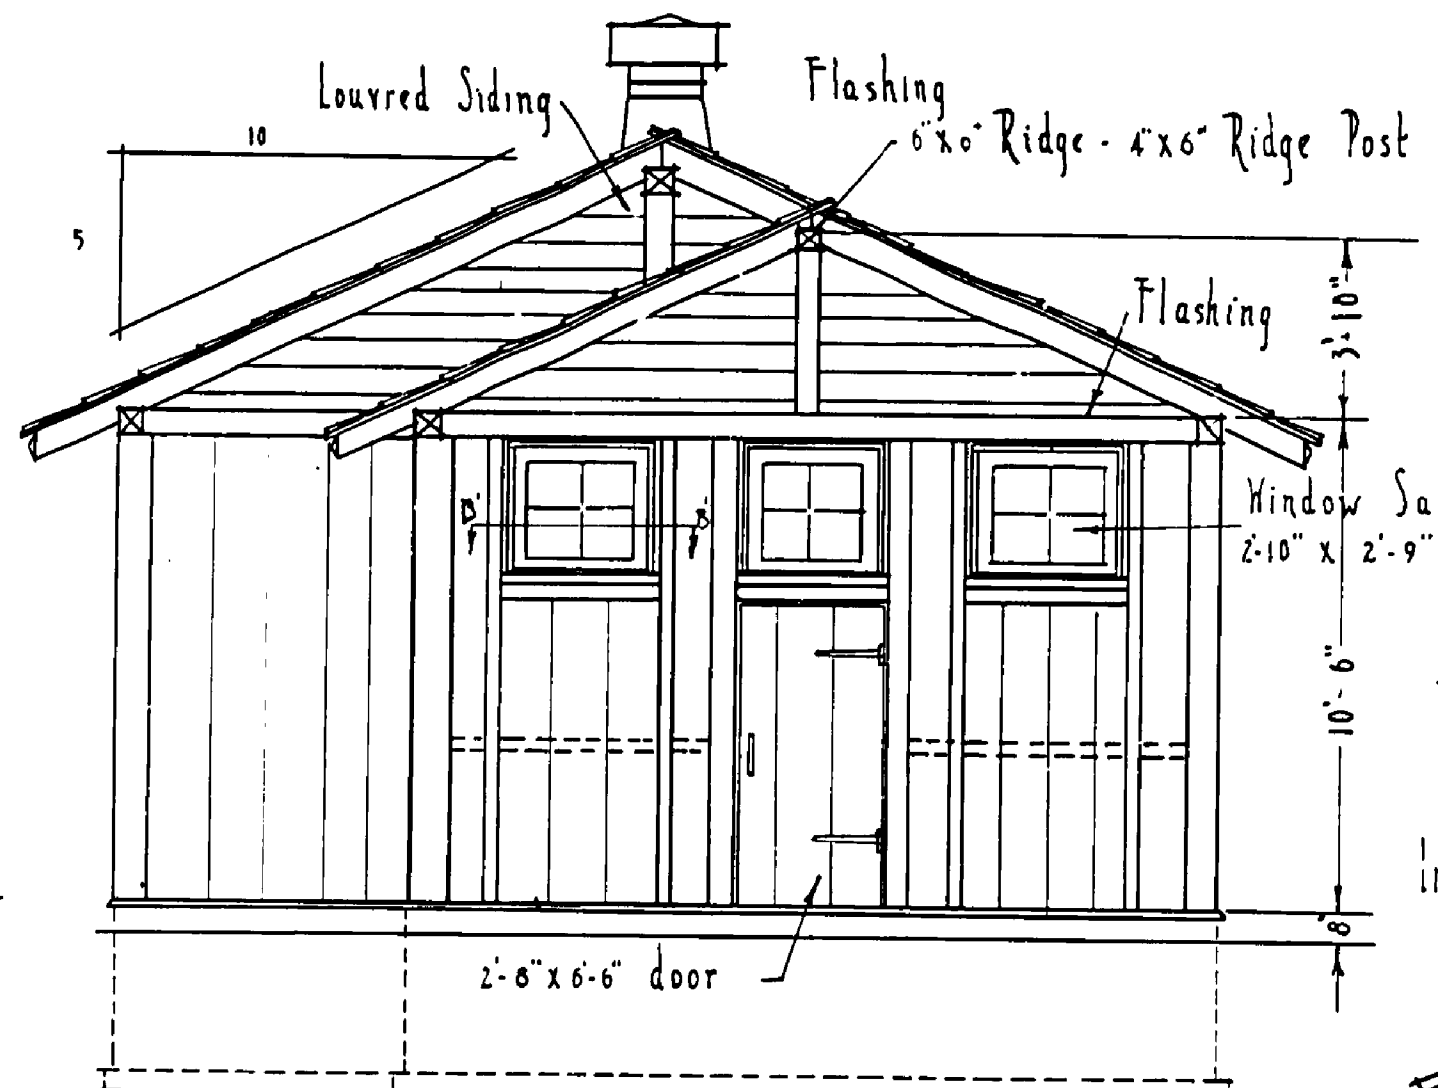 Louvred Siding
Flashing
6"X6" Ridge - 4"X6" Ridge Post
10
5
Flashing
3'-10"
Window Sa
2'-10" X 2'-9"
B' B'
10'-6"
8"
2'-8" X 6'-6" door